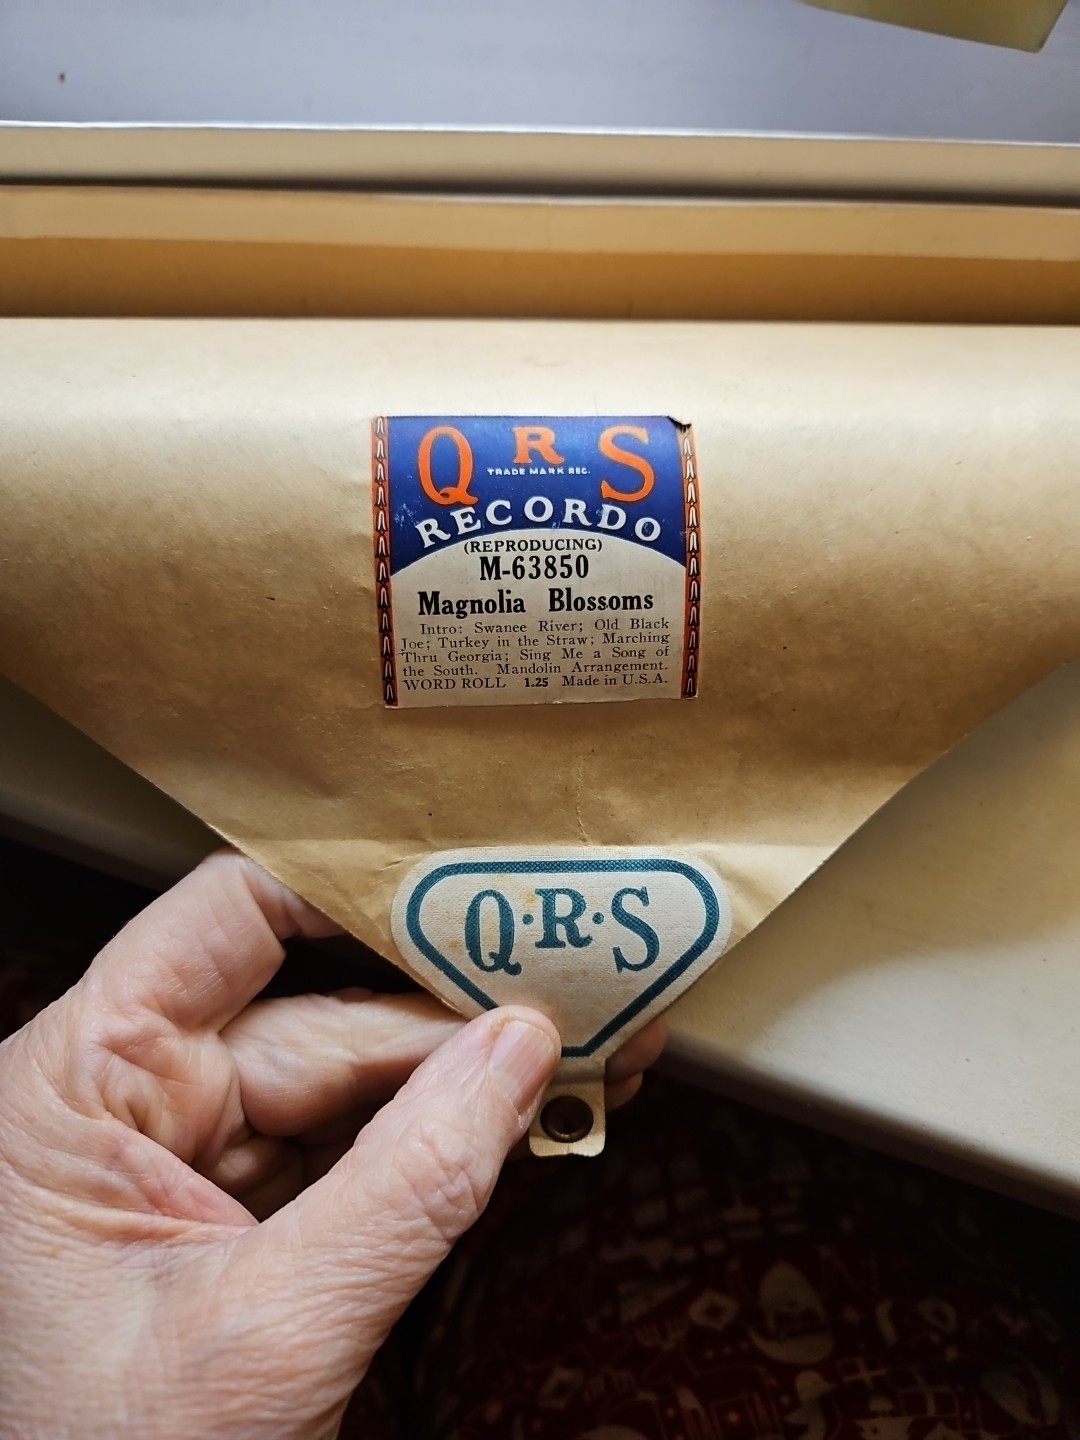 Q R S
TRADE MARK REG.
RECORDO
(REPRODUCING)
M-63850
Magnolia Blossoms
Intro: Swanee River; Old Black
Joe; Turkey in the Straw; Marching
Thru Georgia; Sing Me a Song of
the South. Mandolin Arrangement.
WORD ROLL 1.25 Made in U.S.A.
Q·R·S